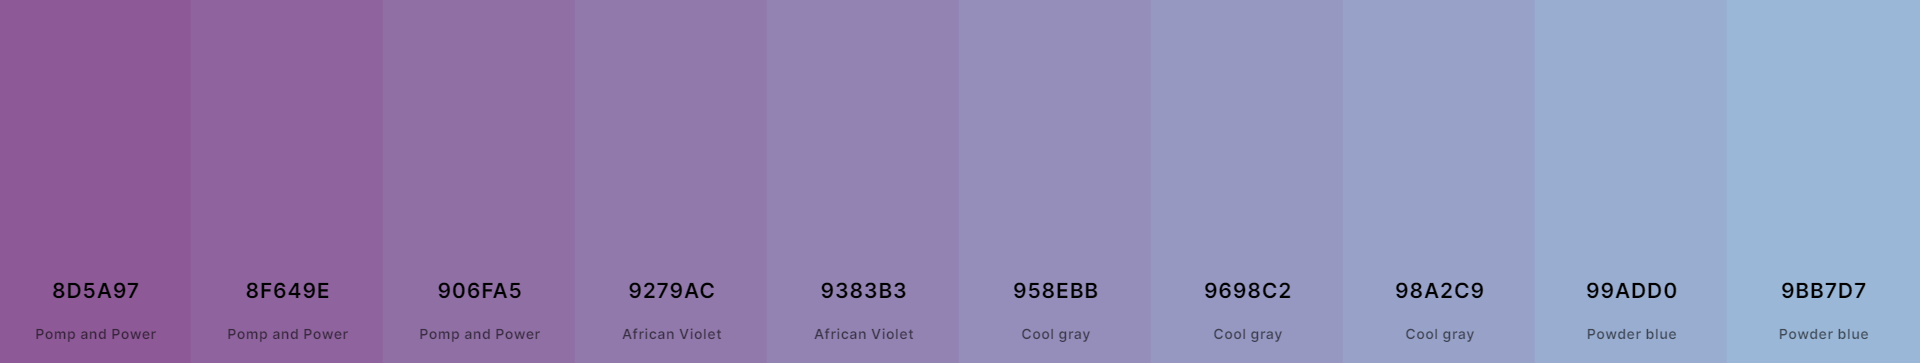 8D5A97 8F649E 906FA5 9279AC 9383B3 958EBB 9698C2 98A2C9 99ADD0 9BB7D7
Pomp and Power Pomp and Power Pomp and Power African Violet African Violet Cool gray Cool gray Cool gray Powder blue Powder blue